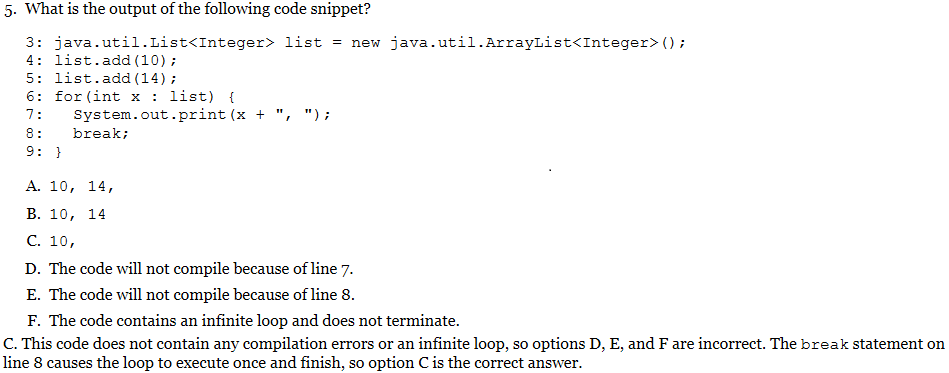 5. What is the output of the following code snippet?
3: java.util.List<Integer> list = new java.util.ArrayList<Integer>();
4: list.add(10);
5: list.add(14);
6: for(int x : list) {
7:   System.out.print(x + ", ");
8:   break;
9: }
A. 10, 14,
B. 10, 14
C. 10,
D. The code will not compile because of line 7.
E. The code will not compile because of line 8.
F. The code contains an infinite loop and does not terminate.
C. This code does not contain any compilation errors or an infinite loop, so options D, E, and F are incorrect. The break statement on
line 8 causes the loop to execute once and finish, so option C is the correct answer.